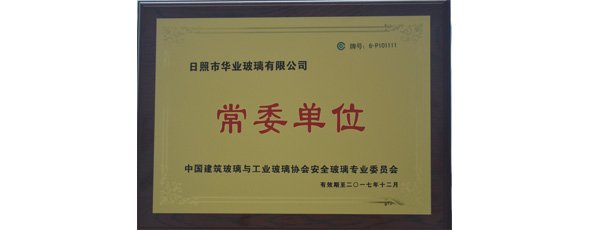 牌号：6-P101111
日照市华业玻璃有限公司
常委单位
中国建筑玻璃与工业玻璃协会安全玻璃专业委员会
有效期至二〇一七年十二月